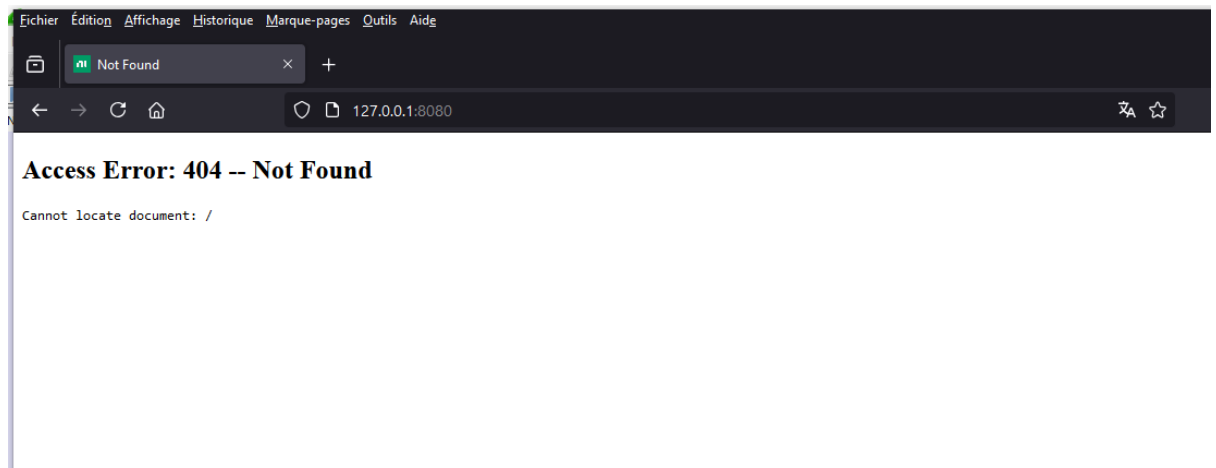 Fichier Édition Affichage Historique Marque-pages Outils Aide
Not Found
127.0.0.1:8080
Access Error: 404 -- Not Found
Cannot locate document: /